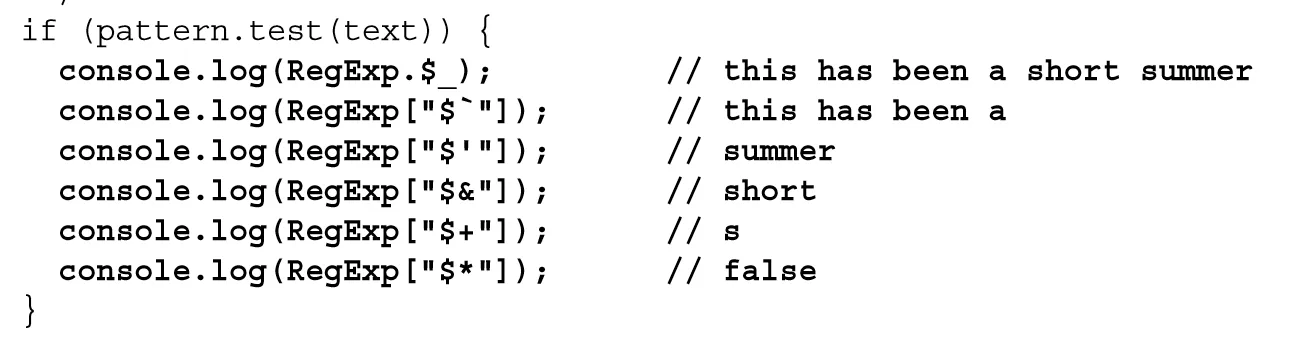 if (pattern.test(text)) {
  console.log(RegExp.$_);          // this has been a short summer
  console.log(RegExp["$`"]);       // this has been a
  console.log(RegExp["$'"]);       // summer
  console.log(RegExp["$&"]);       // short
  console.log(RegExp["$+"]);       // s
  console.log(RegExp["$*"]);       // false
}